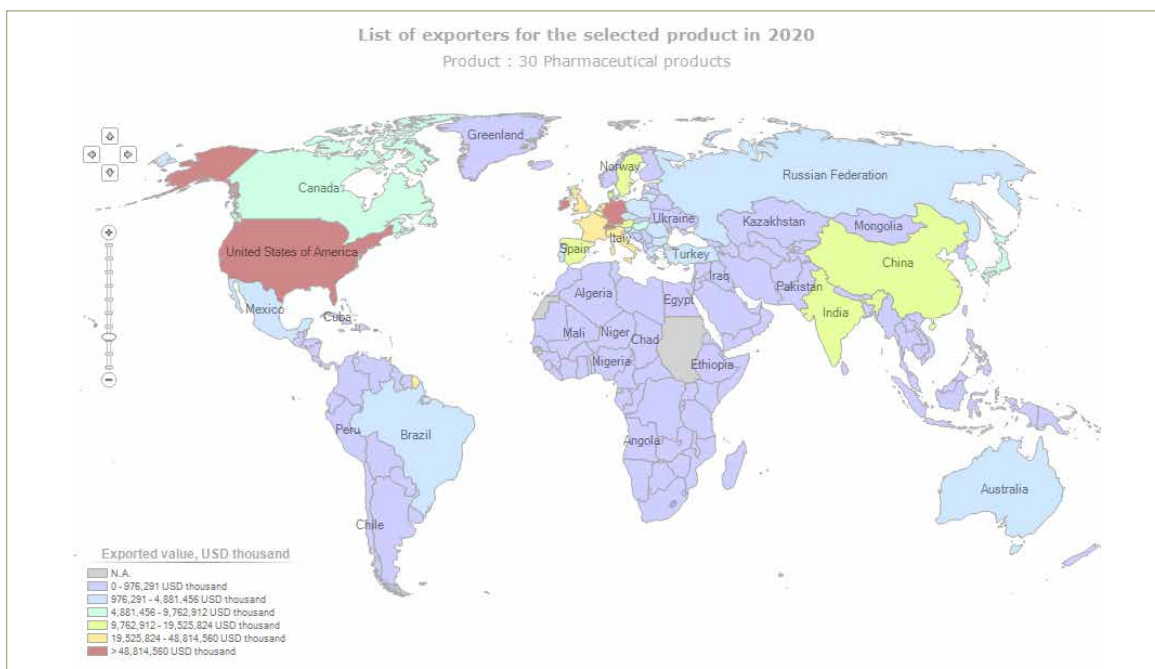 List of exporters for the selected product in 2020
Product : 30 Pharmaceutical products
Greenland
Norway
Canada
Russian Federation
Ukraine
Kazakhstan
Mongolia
United States of America
Italy
Spain
Turkey
China
Iraq
Pakistan
Algeria
Egypt
Mexico
Cuba
India
Mali
Niger
Chad
Nigeria
Ethiopia
Peru
Brazil
Angola
Australia
Chile
Exported value, USD thousand
N.A.
0 - 976,291 USD thousand
976,291 - 4,881,456 USD thousand
4,881,456 - 9,762,912 USD thousand
9,762,912 - 19,525,824 USD thousand
19,525,824 - 48,814,560 USD thousand
> 48,814,560 USD thousand